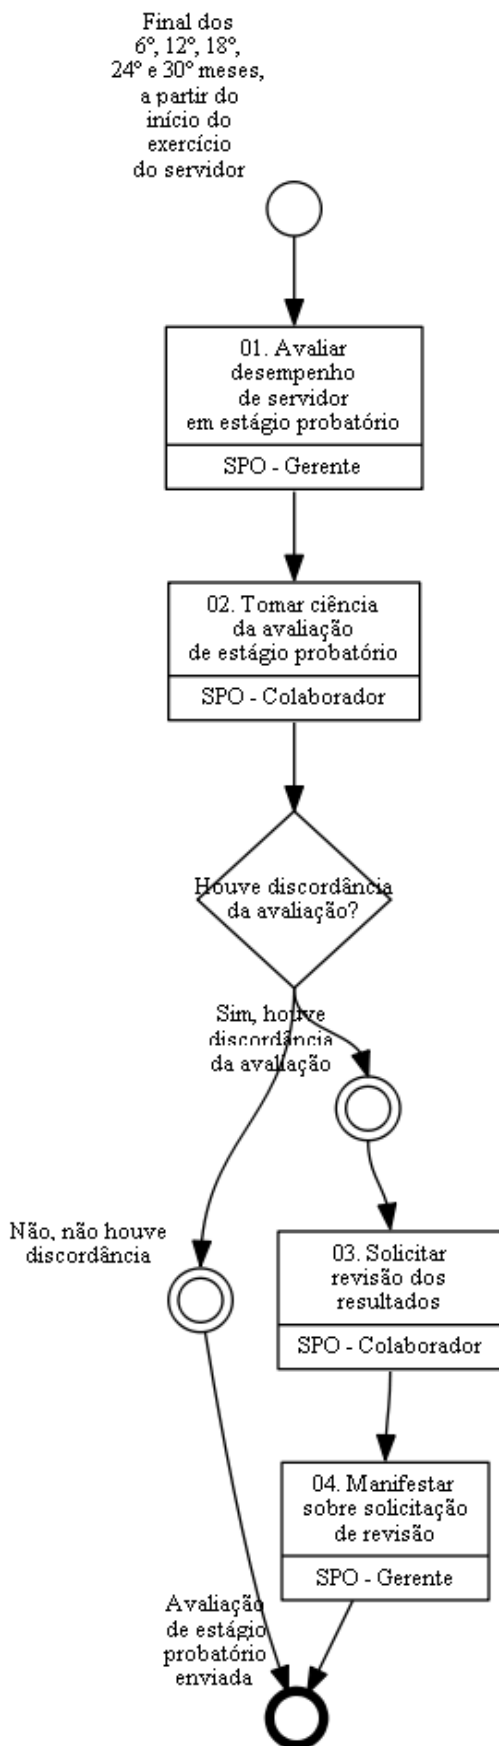 Final dos
6º, 12º, 18º,
24º e 30º meses,
a partir do
início do
exercício
do servidor
01. Avaliar
desempenho
de servidor
em estágio probatório
SPO - Gerente
02. Tomar ciência
da avaliação
de estágio probatório
SPO - Colaborador
Houve discordância
da avaliação?
Sim, houve
discordância
da avaliação
Não, não houve
discordância
03. Solicitar
revisão dos
resultados
SPO - Colaborador
04. Manifestar
sobre solicitação
de revisão
SPO - Gerente
Avaliação
de estágio
probatório
enviada